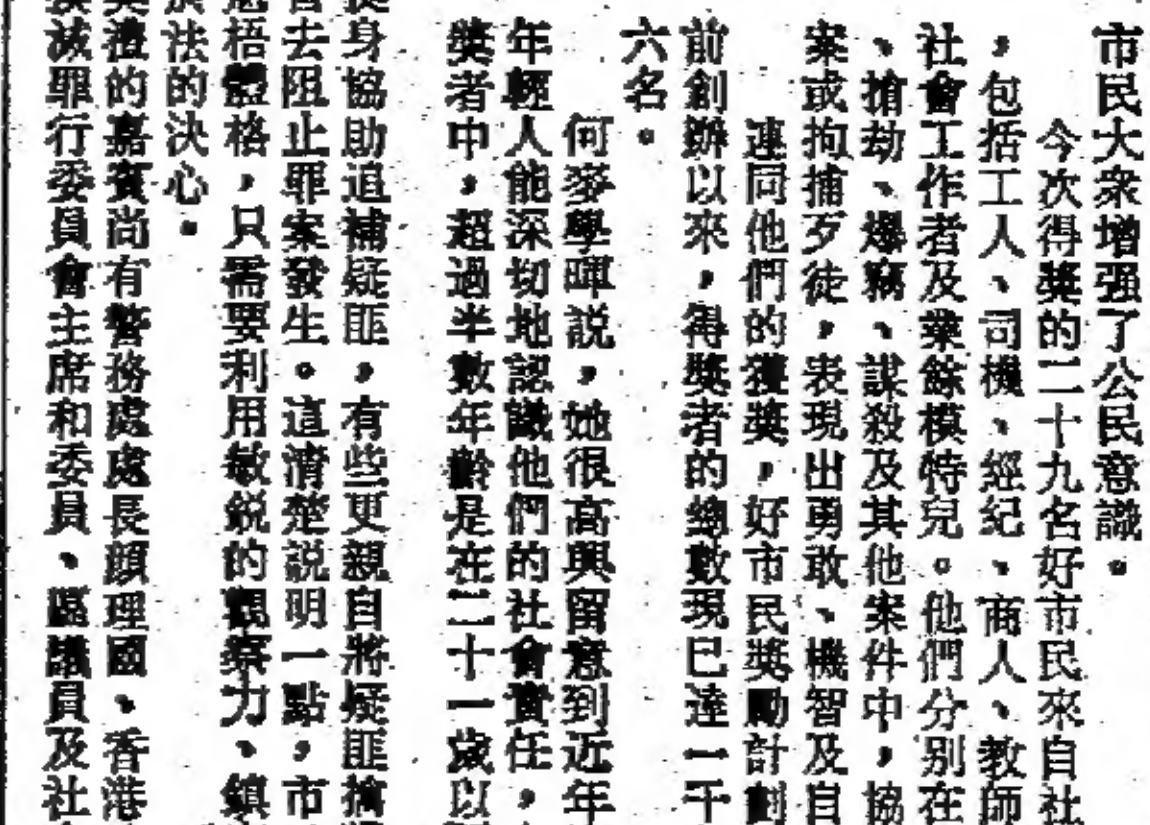 市民大衆增强了公民意識。
今次得獎的二十九名好市民來自社
，包括工人、司機、經紀、商人、教師
社會工作者及業餘模特兒。他們分別在
、搶劫、爆竊、謀殺及其他案件中，協
案或拘捕歹徒，表現出勇敢、機智及自
連同他們的獲獎，好市民獎勵計劃
前創辦以來，得獎者的總數現已達一千
六名。
何麥學暉説，她很高興留意到近年
年輕人能深切地認識他們的社會責任，
獎者中，超過半數年齡是在二十一歲以
身協助追補疑匪，有些更親自將疑匪擒
去阻止罪案發生。這清楚説明一點，市
梧體格，只需要利用敏鋭的觀察力、鎮
法的決心。
禮的嘉賓尚有警務處處長顏理國、香港
滅罪行委員會主席和委員、區議員及社